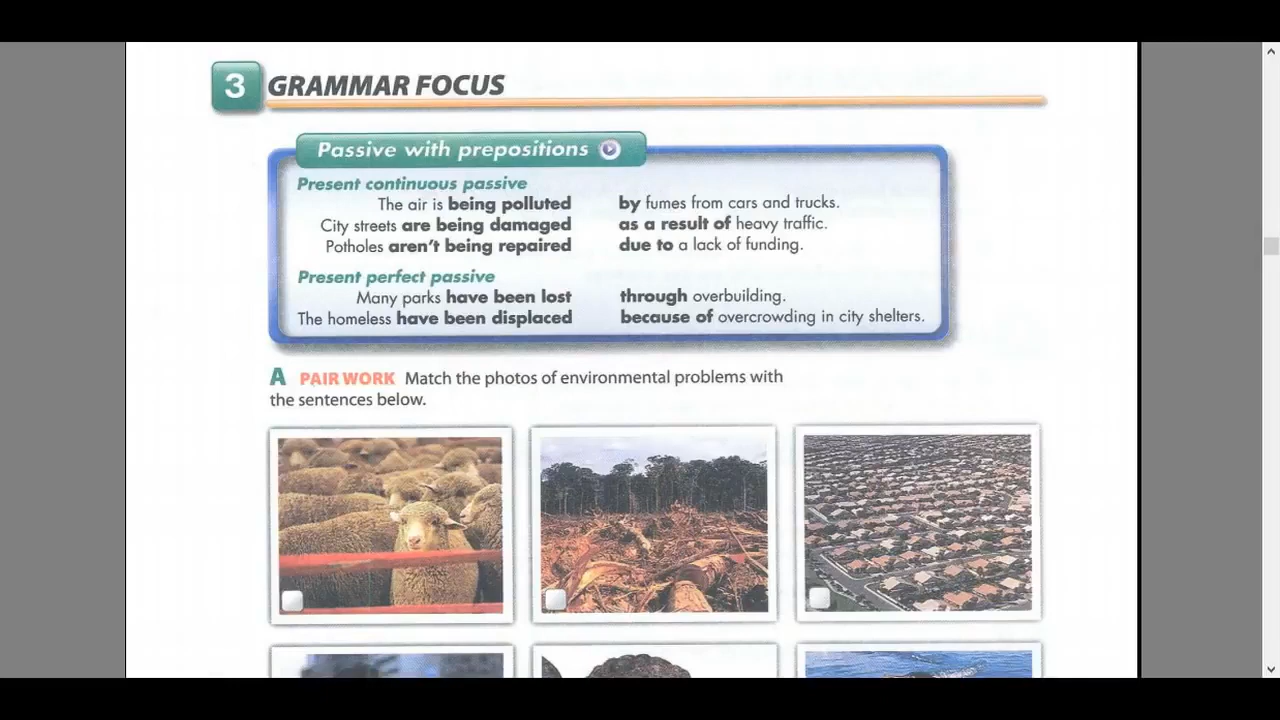 3 GRAMMAR FOCUS
Passive with prepositions
Present continuous passive
The air is being polluted by fumes from cars and trucks.
City streets are being damaged as a result of heavy traffic.
Potholes aren't being repaired due to a lack of funding.
Present perfect passive
Many parks have been lost through overbuilding.
The homeless have been displaced because of overcrowding in city shelters.
A PAIR WORK Match the photos of environmental problems with
the sentences below.